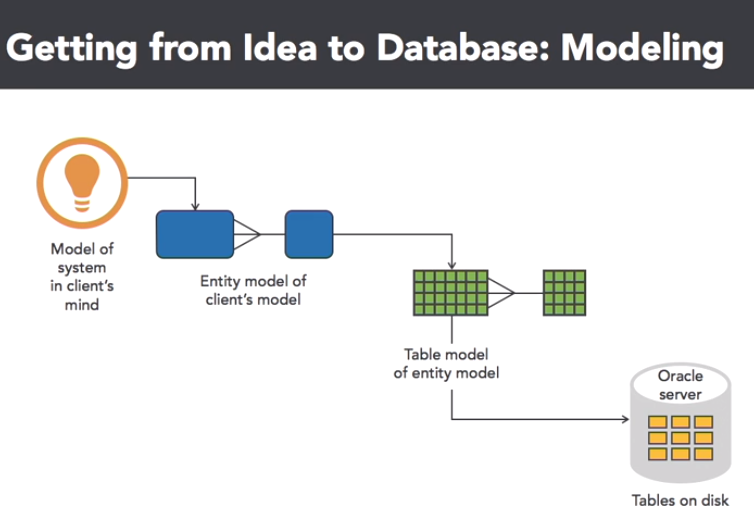 Getting from Idea to Database: Modeling
Model of
system
in client's
mind
Entity model of
client's model
Table model
of entity model
Oracle
server
Tables on disk